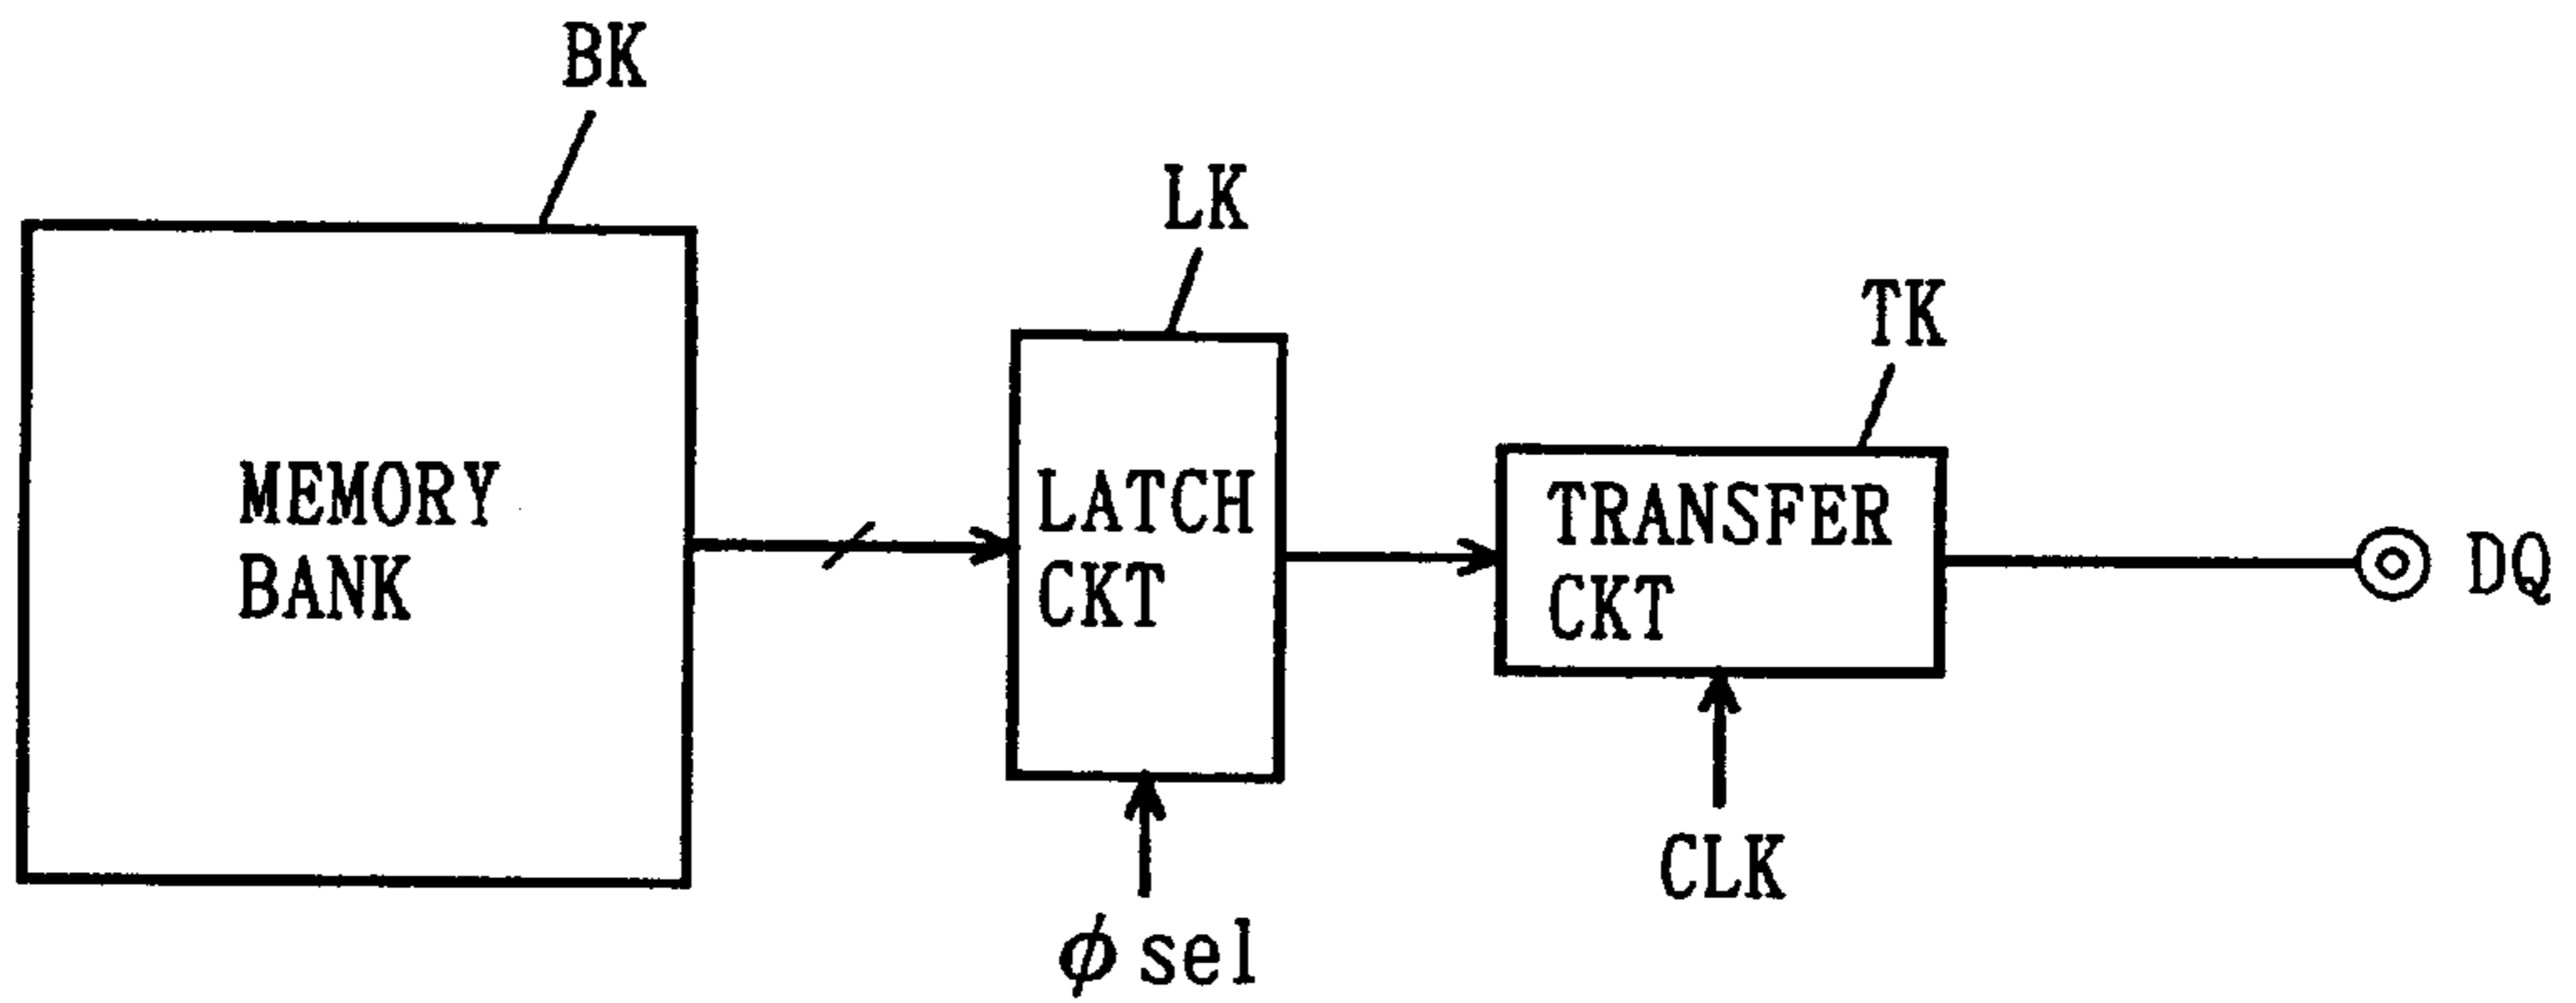 BK
LK
TK
MEMORY
BANK
LATCH
CKT
TRANSFER
CKT
DQ
CLK
ϕ sel